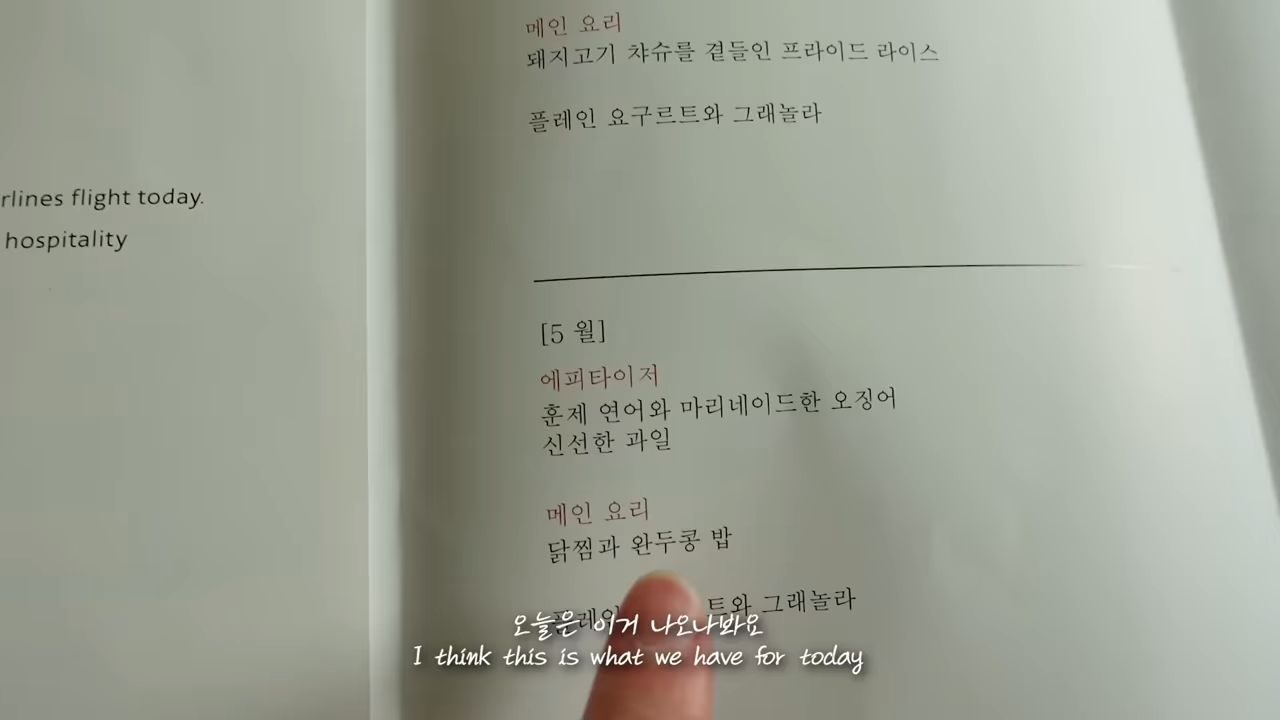 rlines flight today.
hospitality
메인 요리
돼지고기 챠슈를 곁들인 프라이드 라이스
플레인 요구르트와 그래놀라
[5 월]
에피타이저
훈제 연어와 마리네이드한 오징어
신선한 과일
메인 요리
닭찜과 완두콩 밥
트와 그래놀라
오늘은 이거 나오나봐요
I think this is what we have for today